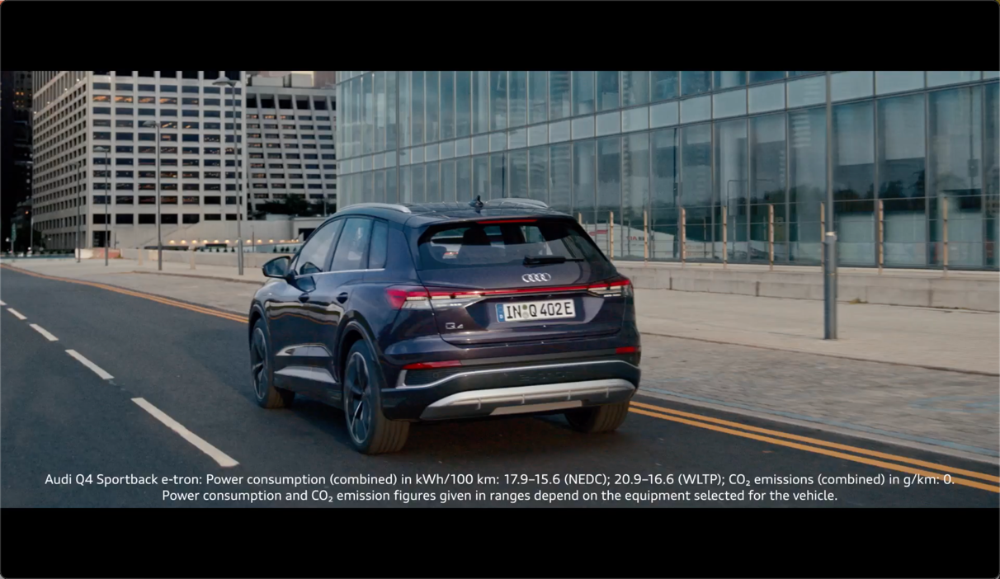 IN Q 402 E
Q4
Audi Q4 Sportback e-tron: Power consumption (combined) in kWh/100 km: 17.9–15.6 (NEDC); 20.9–16.6 (WLTP); CO₂ emissions (combined) in g/km: 0.
Power consumption and CO₂ emission figures given in ranges depend on the equipment selected for the vehicle.